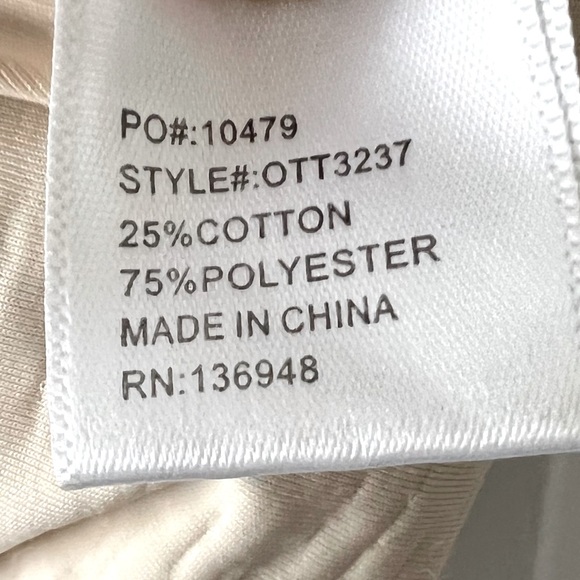 PO#:10479
STYLE#:OTT3237
25%COTTON
75%POLYESTER
MADE IN CHINA
RN:136948